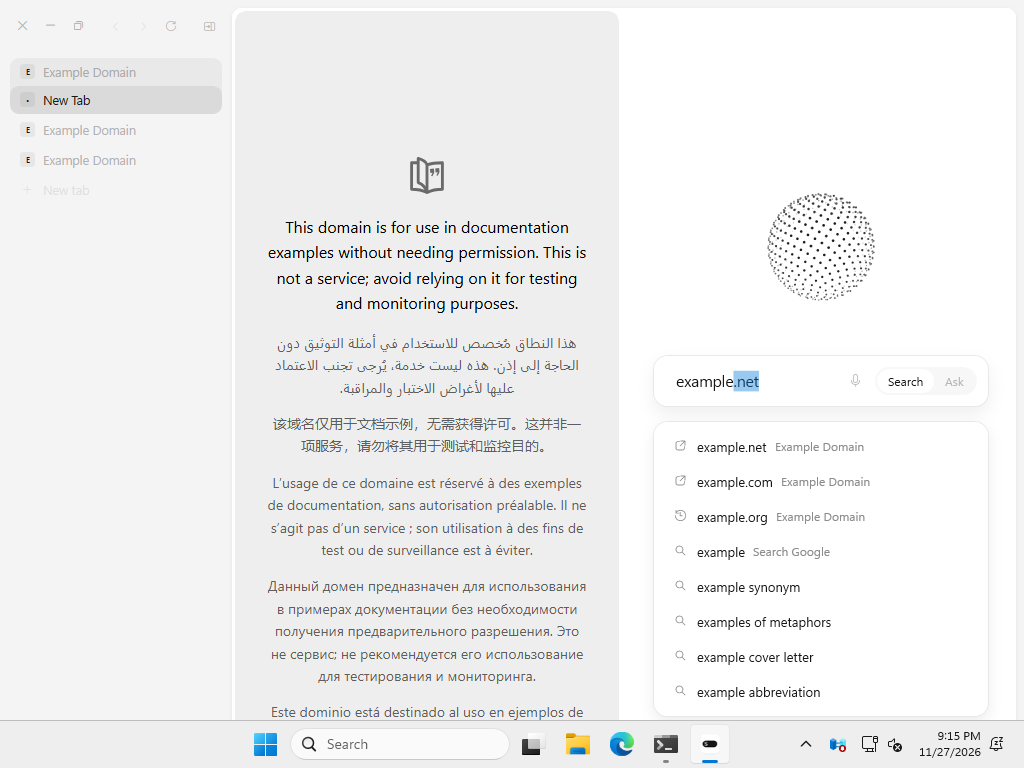 E Example Domain
· New Tab
E Example Domain
E Example Domain
+ New tab
This domain is for use in documentation
examples without needing permission. This is
not a service; avoid relying on it for testing
and monitoring purposes.
هذا النطاق مُخصص للاستخدام في أمثلة التوثيق دون
الحاجة إلى إذن. هذه ليست خدمة، يُرجى تجنب الاعتماد
عليها لأغراض الاختبار والمراقبة.
该域名仅用于文档示例，无需获得许可。这并非一
项服务，请勿将其用于测试和监控目的。
L'usage de ce domaine est réservé à des exemples
de documentation, sans autorisation préalable. Il ne
s'agit pas d'un service ; son utilisation à des fins de
test ou de surveillance est à éviter.
Данный домен предназначен для использования
в примерах документации без необходимости
получения предварительного разрешения. Это
не сервис; не рекомендуется его использование
для тестирования и мониторинга.
Este dominio está destinado al uso en ejemplos de
example.net
Search Ask
example.net Example Domain
example.com Example Domain
example.org Example Domain
example Search Google
example synonym
examples of metaphors
example cover letter
example abbreviation
Search
9:15 PM
11/27/2026